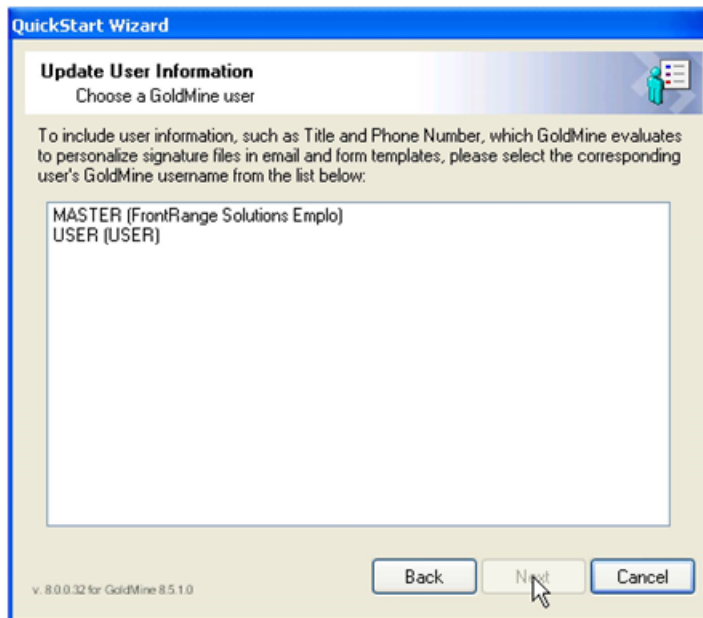 QuickStart Wizard
Update User Information
Choose a GoldMine user
To include user information, such as Title and Phone Number, which GoldMine evaluates
to personalize signature files in email and form templates, please select the corresponding
user's GoldMine username from the list below:
MASTER (FrontRange Solutions Emplo)
USER (USER)
v. 8.0.0.32 for GoldMine 8.5.1.0
Back
Next
Cancel